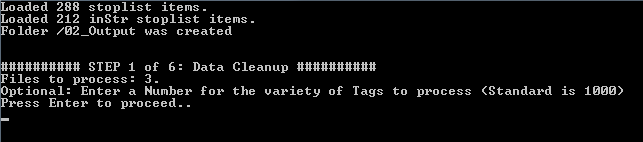 Loaded 288 stoplist items.
Loaded 212 inStr stoplist items.
Folder /02_Output was created
########## STEP 1 of 6: Data Cleanup ##########
Files to process: 3.
Optional: Enter a Number for the variety of Tags to process (Standard is 1000)
Press Enter to proceed..